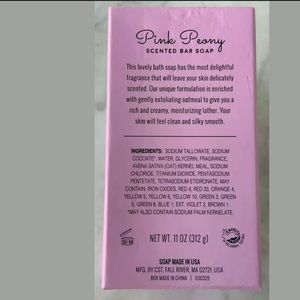 Pink Peony
SCENTED BAR SOAP
This lovely bath soap has the most delightful
fragrance that will leave your skin delicately
scented. Our unique formulation is enriched
with gently exfoliating oatmeal to give you a
rich and creamy, moisturizing lather. Your
skin will feel clean and silky smooth.
INGREDIENTS: SODIUM TALLOWATE, SODIUM
COCOATE*, WATER, GLYCERIN, FRAGRANCE,
AVENA SATIVA (OAT) KERNEL MEAL, SODIUM
CHLORIDE, TITANIUM DIOXIDE, PENTASODIUM
PENTETATE, TETRASODIUM ETIDRONATE, MAY
CONTAIN: IRON OXIDES, RED 4, RED 33, ORANGE 4,
YELLOW 5, YELLOW 6, YELLOW 10, GREEN 3, GREEN
5, GREEN 8, BLUE 1, EXT. VIOLET 2, BROWN 1
*MAY ALSO CONTAIN SODIUM PALM KERNELATE
NET WT. 11 OZ (312 g)
SOAP MADE IN USA
MFG. BY CST, FALL RIVER, MA 02721, USA
BOX MADE IN CHINA |